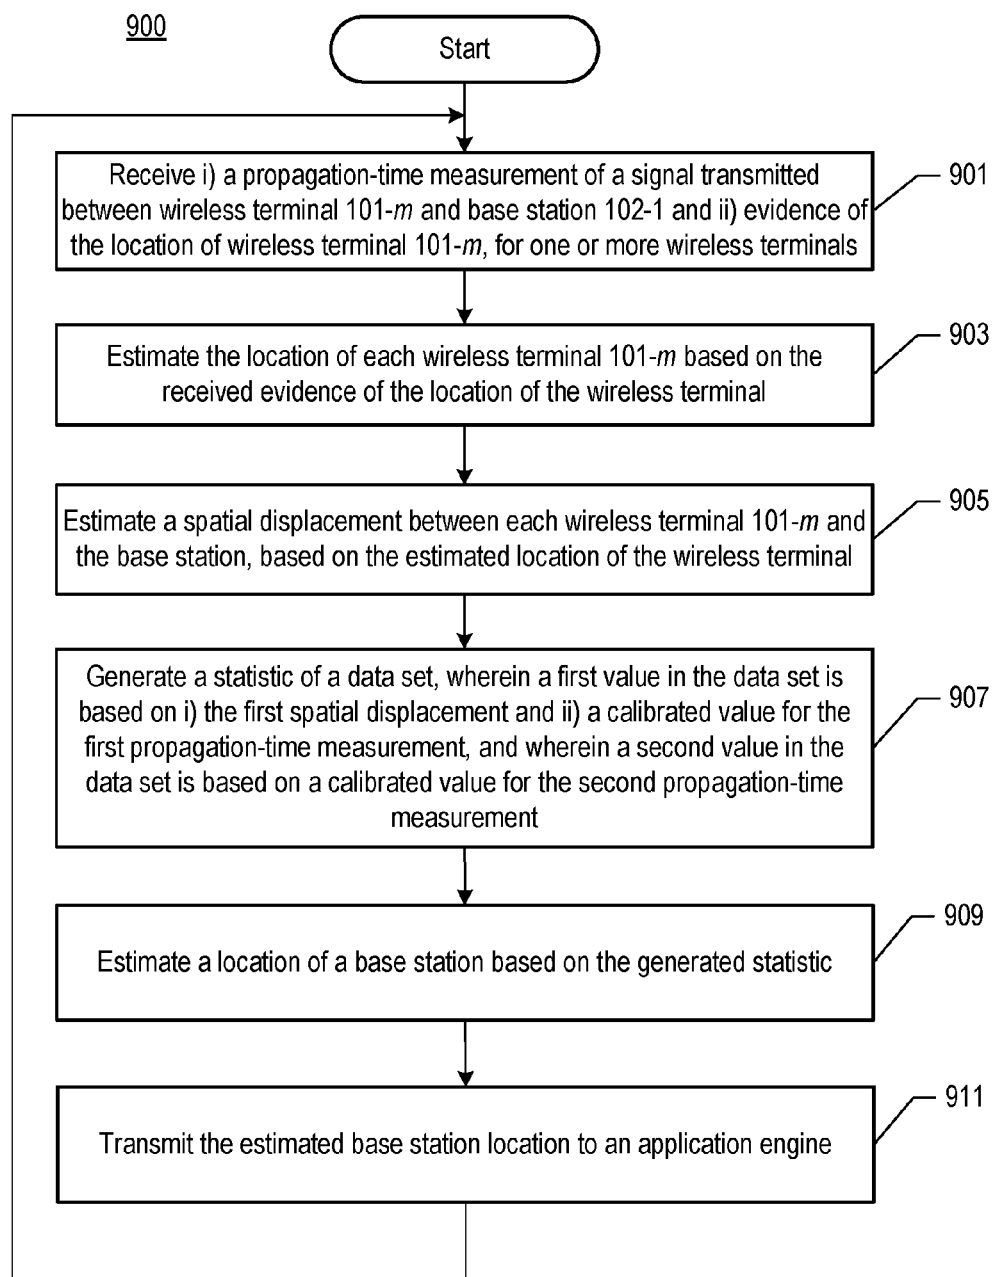 900
Start
Receive i) a propagation-time measurement of a signal transmitted
between wireless terminal 101-m and base station 102-1 and ii) evidence of
the location of wireless terminal 101-m, for one or more wireless terminals
901
Estimate the location of each wireless terminal 101-m based on the
received evidence of the location of the wireless terminal
903
Estimate a spatial displacement between each wireless terminal 101-m and
the base station, based on the estimated location of the wireless terminal
905
Generate a statistic of a data set, wherein a first value in the data set is
based on i) the first spatial displacement and ii) a calibrated value for the
first propagation-time measurement, and wherein a second value in the
data set is based on a calibrated value for the second propagation-time
measurement
907
Estimate a location of a base station based on the generated statistic
909
Transmit the estimated base station location to an application engine
911